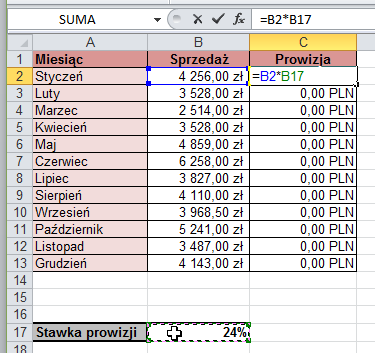 SUMA =B2*B17
A B C
1 Miesiąc Sprzedaż Prowizja
2 Styczeń 4 256,00 zł =B2*B17
3 Luty 3 528,00 zł 0,00 PLN
4 Marzec 2 514,00 zł 0,00 PLN
5 Kwiecień 3 528,00 zł 0,00 PLN
6 Maj 4 859,00 zł 0,00 PLN
7 Czerwiec 6 258,00 zł 0,00 PLN
8 Lipiec 3 827,00 zł 0,00 PLN
9 Sierpień 4 110,00 zł 0,00 PLN
10 Wrzesień 3 968,50 zł 0,00 PLN
11 Październik 5 241,00 zł 0,00 PLN
12 Listopad 3 487,00 zł 0,00 PLN
13 Grudzień 4 143,00 zł 0,00 PLN
14
15
16
17 Stawka prowizji 24%
18